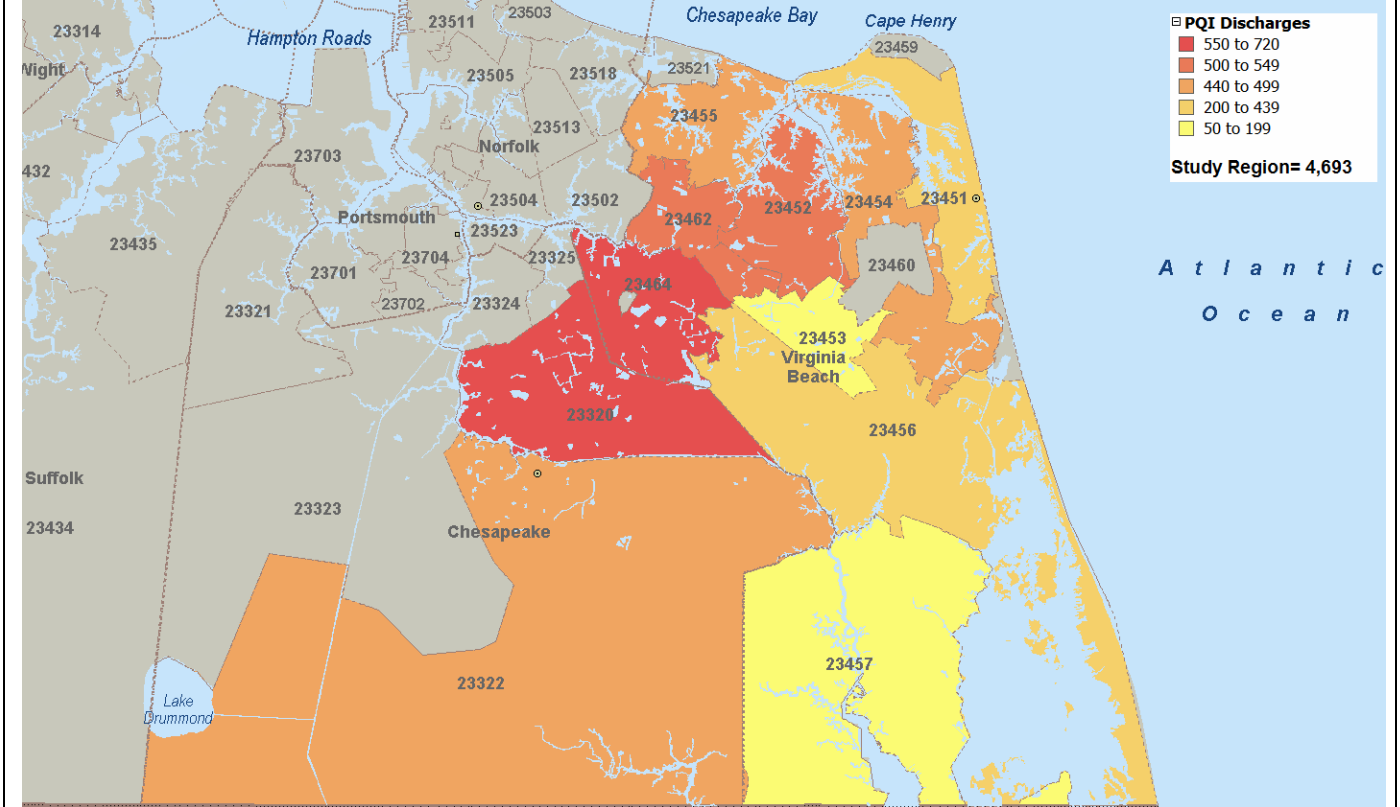 23314
23511
23503
Chesapeake Bay
Cape Henry
Hampton Roads
23459
Wight
23505
23518
23521
PQI Discharges
550 to 720
500 to 549
440 to 499
200 to 439
50 to 199
Study Region= 4,693
23455
23513
Norfolk
23703
432
23504
23502
23452
23454
23451
Portsmouth
23462
23523
23435
23701
23704
23325
23460
23464
Atlantic
Ocean
23321
23702
23324
23453
Virginia
Beach
23320
23456
Suffolk
23434
23323
Chesapeake
23457
23322
Lake
Drummond